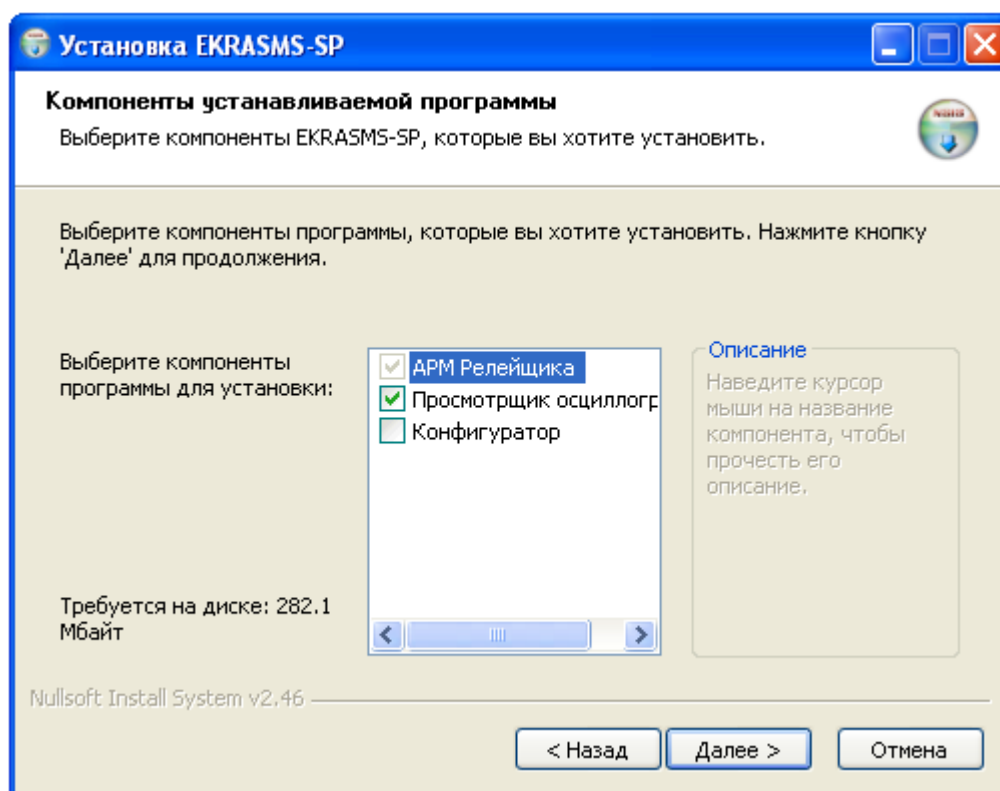 Установка EKRASMS-SP
Компоненты устанавливаемой программы
Выберите компоненты EKRASMS-SP, которые вы хотите установить.
Выберите компоненты программы, которые вы хотите установить. Нажмите кнопку
'Далее' для продолжения.
Выберите компоненты
программы для установки:
АРМ Релейщика
Просмотрщик осциллогр
Конфигуратор
Описание
Наведите курсор
мыши на название
компонента, чтобы
прочесть его
описание.
Требуется на диске: 282.1
Мбайт
Nullsoft Install System v2.46
< Назад
Далее >
Отмена